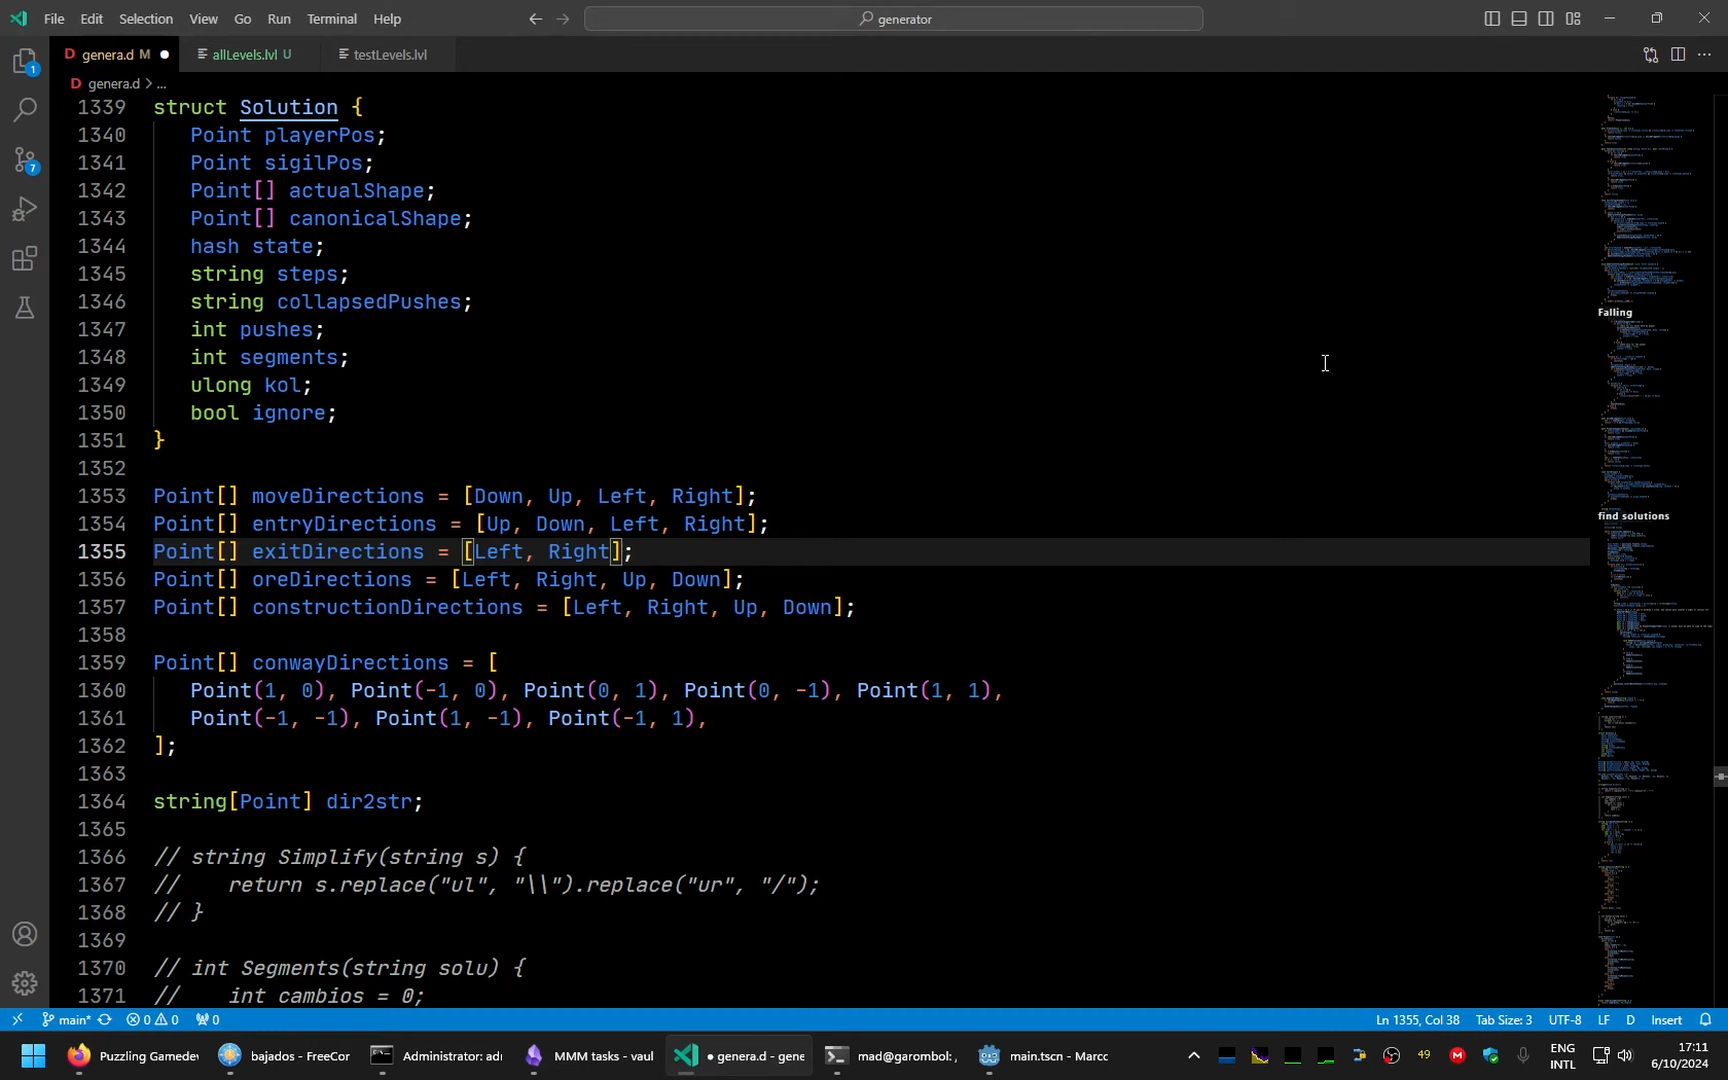 File Edit Selection View Go Run Terminal Help
generator
D genera.d M
allLevels.lvl U
testLevels.lvl
1
D genera.d > ...
7
1339 struct Solution {
1340 Point playerPos;
1341 Point sigilPos;
1342 Point[] actualShape;
1343 Point[] canonicalShape;
1344 hash state;
1345 string steps;
1346 string collapsedPushes;
1347 int pushes;
1348 int segments;
1349 ulong kol;
1350 bool ignore;
1351 }
1352
1353 Point[] moveDirections = [Down, Up, Left, Right];
1354 Point[] entryDirections = [Up, Down, Left, Right];
1355 Point[] exitDirections = [Left, Right];
1356 Point[] oreDirections = [Left, Right, Up, Down];
1357 Point[] constructionDirections = [Left, Right, Up, Down];
1358
1359 Point[] conwayDirections = [
1360 Point(1, 0), Point(-1, 0), Point(0, 1), Point(0, -1), Point(1, 1),
1361 Point(-1, -1), Point(1, -1), Point(-1, 1),
1362 ];
1363
1364 string[Point] dir2str;
1365
1366 // string Simplify(string s) {
1367 // return s.replace("ul", "\\").replace("ur", "/");
1368 // }
1369
1370 // int Segments(string solu) {
1371 // int cambios = 0;
Falling
find solutions
main* 0 0 0
Ln 1355, Col 38 Tab Size: 3 UTF-8 LF D Insert
Puzzling Gamedev
bajados - FreeCom
Administrator: adm
MMM tasks - vault
● genera.d - gene
mad@garombol: ,
main.tscn - Marcc
49
M
ENG
INTL
17:11
6/10/2024